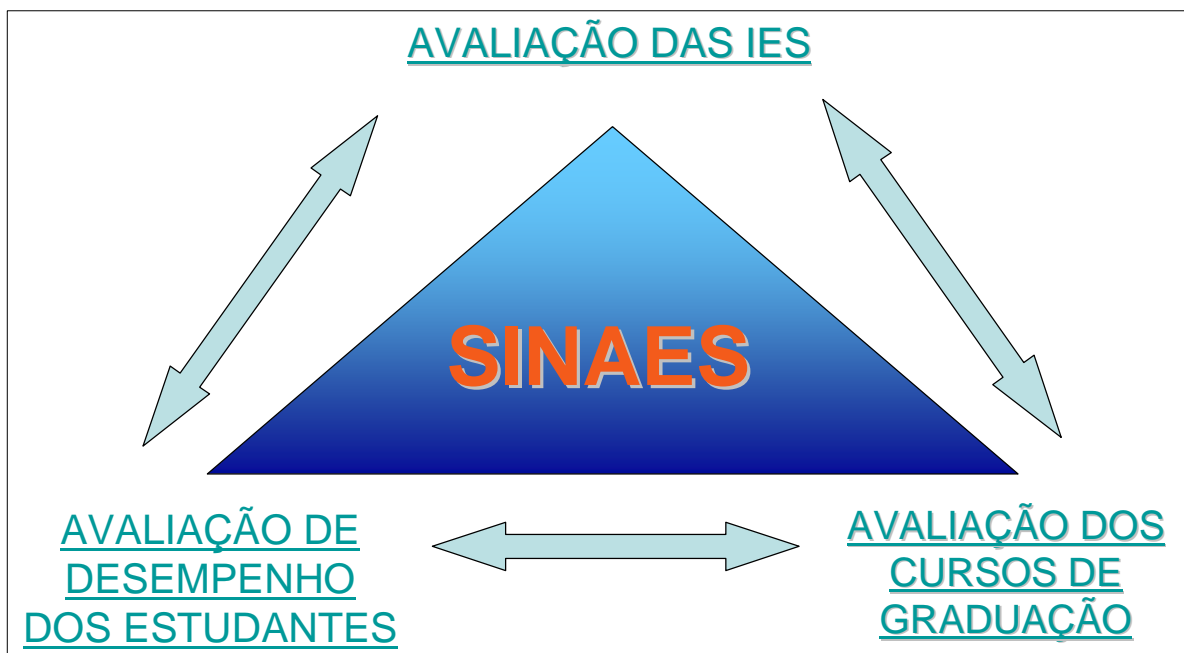 AVALIAÇÃO DAS IES
SINAES
AVALIAÇÃO DE
DESEMPENHO
DOS ESTUDANTES
AVALIAÇÃO DOS
CURSOS DE
GRADUAÇÃO